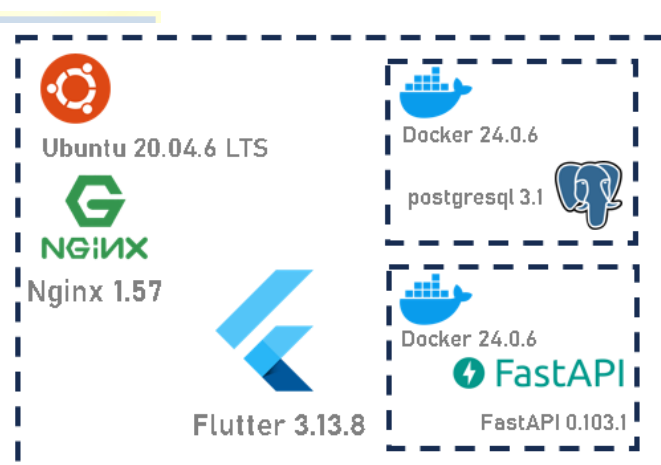 Ubuntu 20.04.6 LTS
NGiNX
Nginx 1.57
Flutter 3.13.8
Docker 24.0.6
postgresql 3.1
Docker 24.0.6
FastAPI
FastAPI 0.103.1